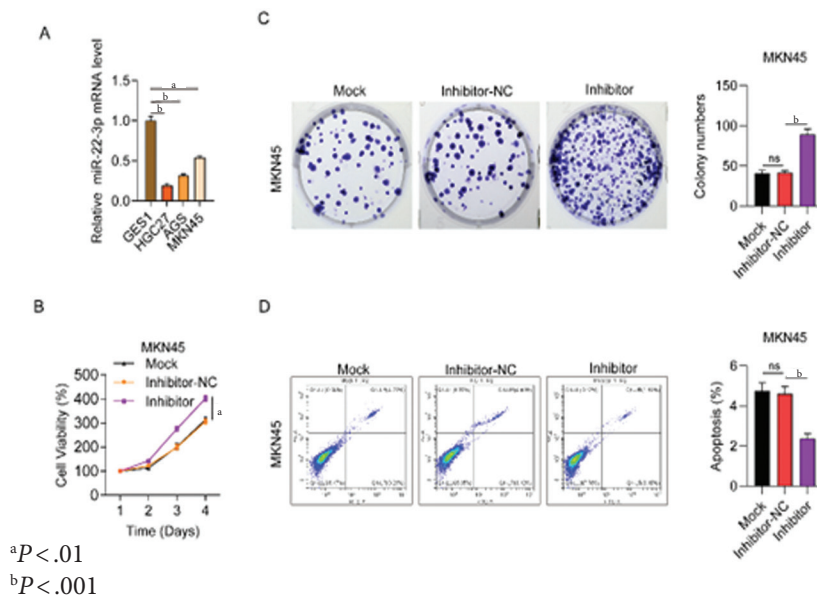 A
Relative miR-22-3p mRNA level
1.5
1.0
0.5
0.0
a
b
b
GES1
HGC27
AGS
MKN45
B
MKN45
Mock
Inhibitor-NC
Inhibitor
Cell Viability (%)
500
400
300
200
100
0
a
1 2 3 4
Time (Days)
C
Mock Inhibitor-NC Inhibitor
MKN45
MKN45
Colony numbers
150
100
50
0
ns
b
Mock
Inhibitor-NC
Inhibitor
D
Mock Inhibitor-NC Inhibitor
MKN45
MKN45
Apoptosis (%)
6
4
2
0
ns
b
Mock
Inhibitor-NC
Inhibitor
ᵃP<.01
ᵇP<.001